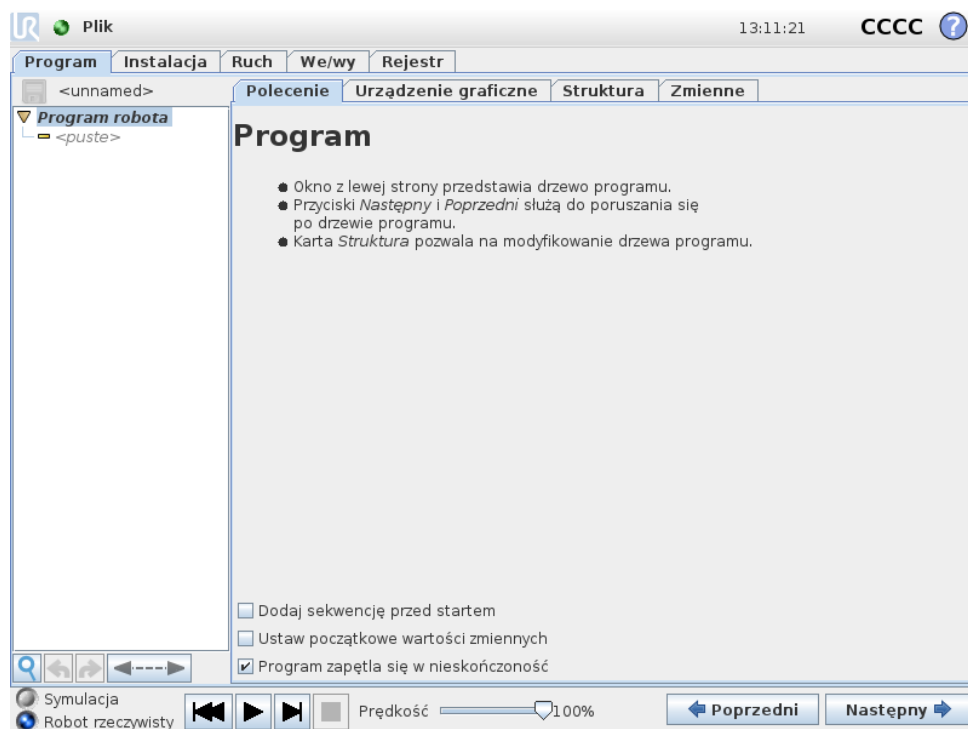 UR Plik 13:11:21 CCCC ?
Program Instalacja Ruch We/wy Rejestr
<unnamed>
Polecenie Urządzenie graficzne Struktura Zmienne
Program robota
<puste>
Program
Okno z lewej strony przedstawia drzewo programu.
Przyciski Następny i Poprzedni służą do poruszania się
po drzewie programu.
Karta Struktura pozwala na modyfikowanie drzewa programu.
Dodaj sekwencję przed startem
Ustaw początkowe wartości zmiennych
Program zapętla się w nieskończoność
Symulacja
Robot rzeczywisty
Prędkość 100%
Poprzedni Następny